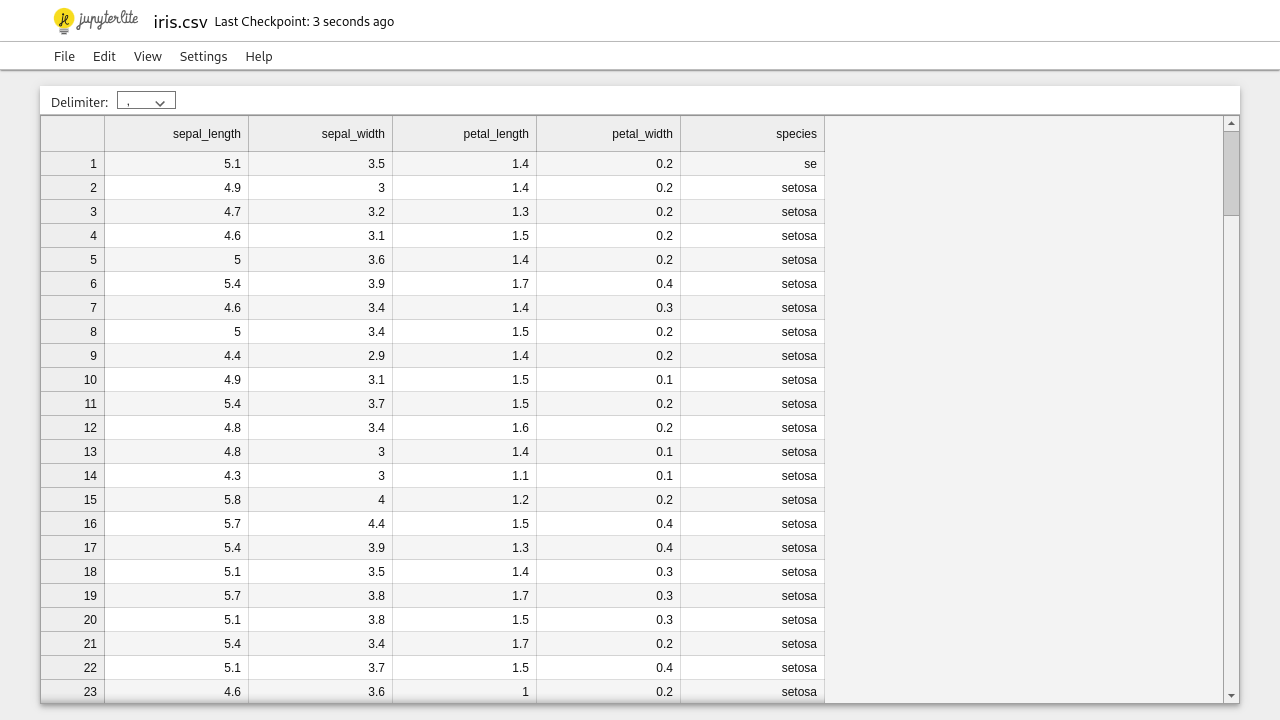 jupyterlite iris.csv Last Checkpoint: 3 seconds ago
File Edit View Settings Help
Delimiter: ,
sepal_length sepal_width petal_length petal_width species
1 5.1 3.5 1.4 0.2 se
2 4.9 3 1.4 0.2 setosa
3 4.7 3.2 1.3 0.2 setosa
4 4.6 3.1 1.5 0.2 setosa
5 5 3.6 1.4 0.2 setosa
6 5.4 3.9 1.7 0.4 setosa
7 4.6 3.4 1.4 0.3 setosa
8 5 3.4 1.5 0.2 setosa
9 4.4 2.9 1.4 0.2 setosa
10 4.9 3.1 1.5 0.1 setosa
11 5.4 3.7 1.5 0.2 setosa
12 4.8 3.4 1.6 0.2 setosa
13 4.8 3 1.4 0.1 setosa
14 4.3 3 1.1 0.1 setosa
15 5.8 4 1.2 0.2 setosa
16 5.7 4.4 1.5 0.4 setosa
17 5.4 3.9 1.3 0.4 setosa
18 5.1 3.5 1.4 0.3 setosa
19 5.7 3.8 1.7 0.3 setosa
20 5.1 3.8 1.5 0.3 setosa
21 5.4 3.4 1.7 0.2 setosa
22 5.1 3.7 1.5 0.4 setosa
23 4.6 3.6 1 0.2 setosa